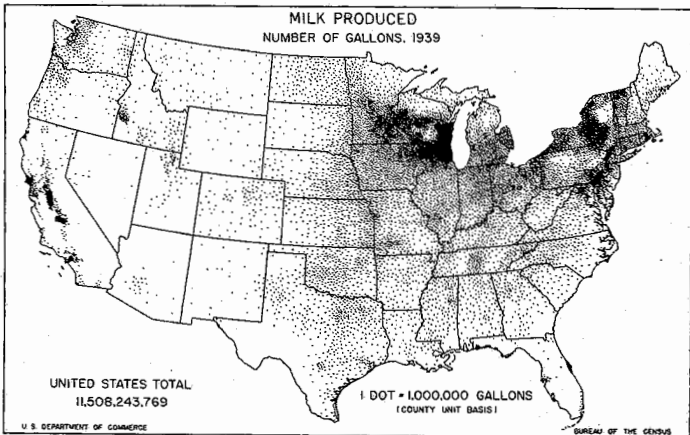 MILK PRODUCED
NUMBER OF GALLONS, 1939
UNITED STATES TOTAL
11,508,243,769
1 DOT = 1,000,000 GALLONS
(COUNTY UNIT BASIS)
U. S. DEPARTMENT OF COMMERCE
BUREAU OF THE CENSUS